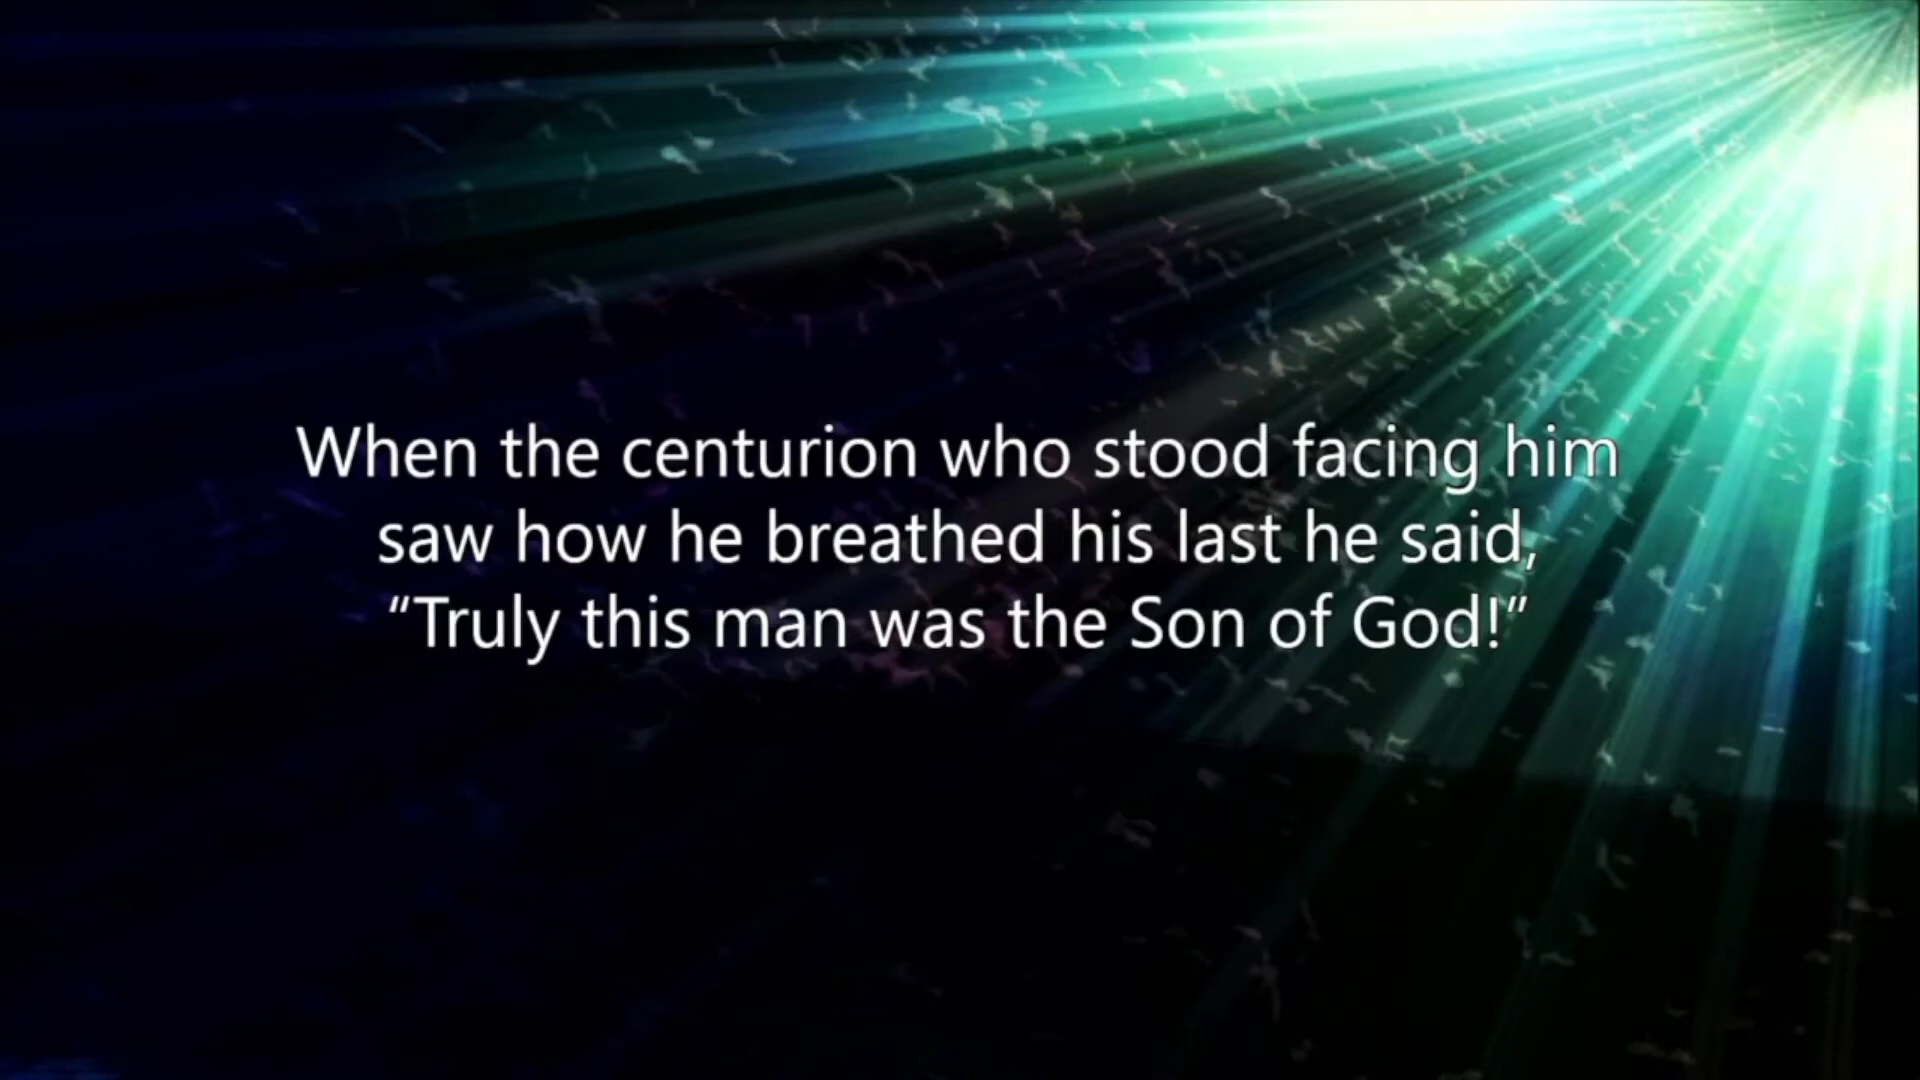 When the centurion who stood facing him
saw how he breathed his last he said,
“Truly this man was the Son of God!”